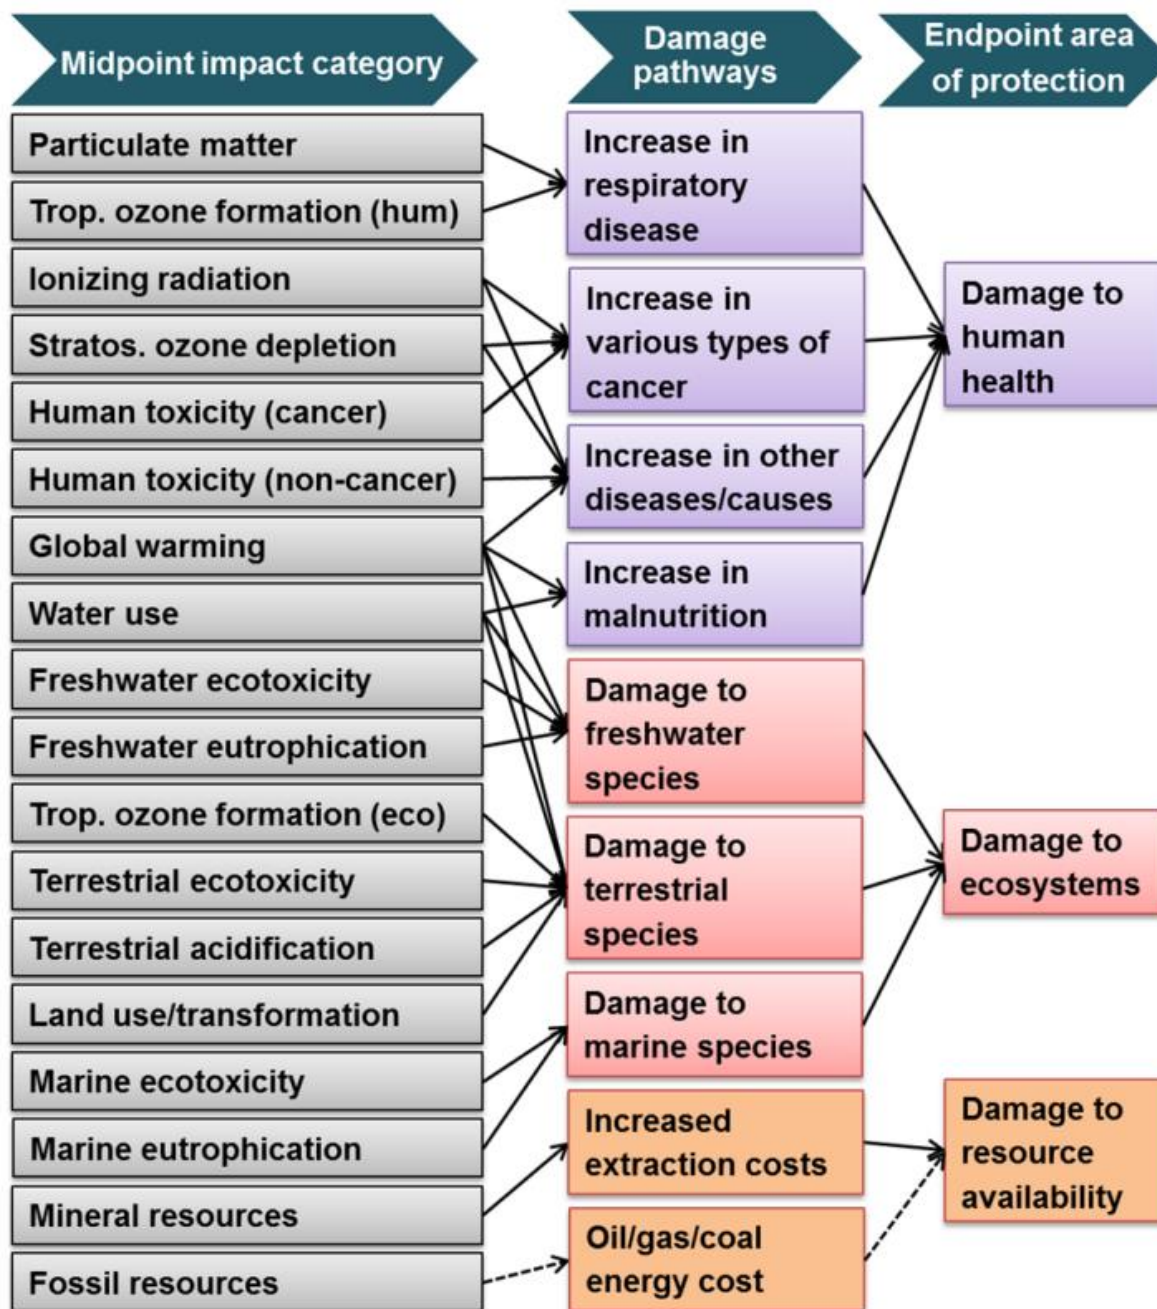 Midpoint impact category
Damage
pathways
Endpoint area
of protection
Particulate matter
Trop. ozone formation (hum)
Ionizing radiation
Stratos. ozone depletion
Human toxicity (cancer)
Human toxicity (non-cancer)
Global warming
Water use
Freshwater ecotoxicity
Freshwater eutrophication
Trop. ozone formation (eco)
Terrestrial ecotoxicity
Terrestrial acidification
Land use/transformation
Marine ecotoxicity
Marine eutrophication
Mineral resources
Fossil resources
Increase in
respiratory
disease
Increase in
various types of
cancer
Increase in other
diseases/causes
Increase in
malnutrition
Damage to
freshwater
species
Damage to
terrestrial
species
Damage to
marine species
Increased
extraction costs
Oil/gas/coal
energy cost
Damage to
human
health
Damage to
ecosystems
Damage to
resource
availability